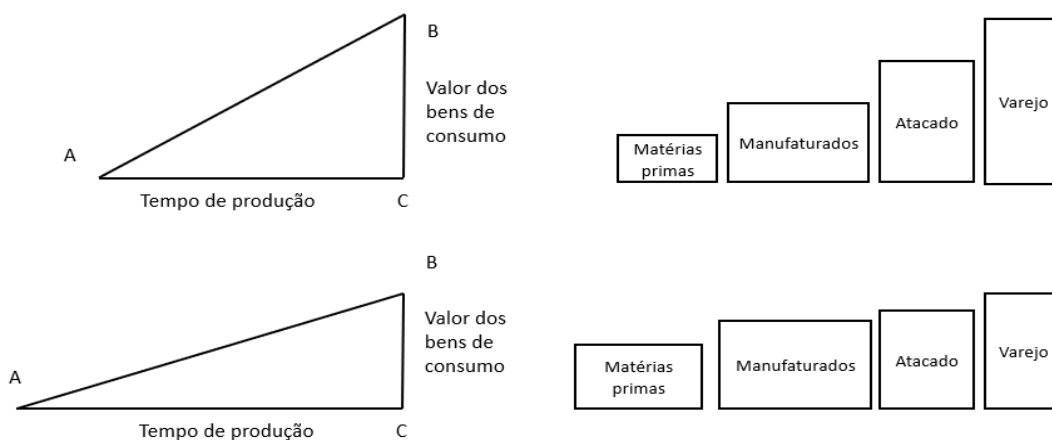 B
Valor dos
bens de
consumo
A
Tempo de produção
C
Matérias
primas
Manufaturados
Atacado
Varejo
B
Valor dos
bens de
consumo
A
Tempo de produção
C
Matérias
primas
Manufaturados
Atacado
Varejo